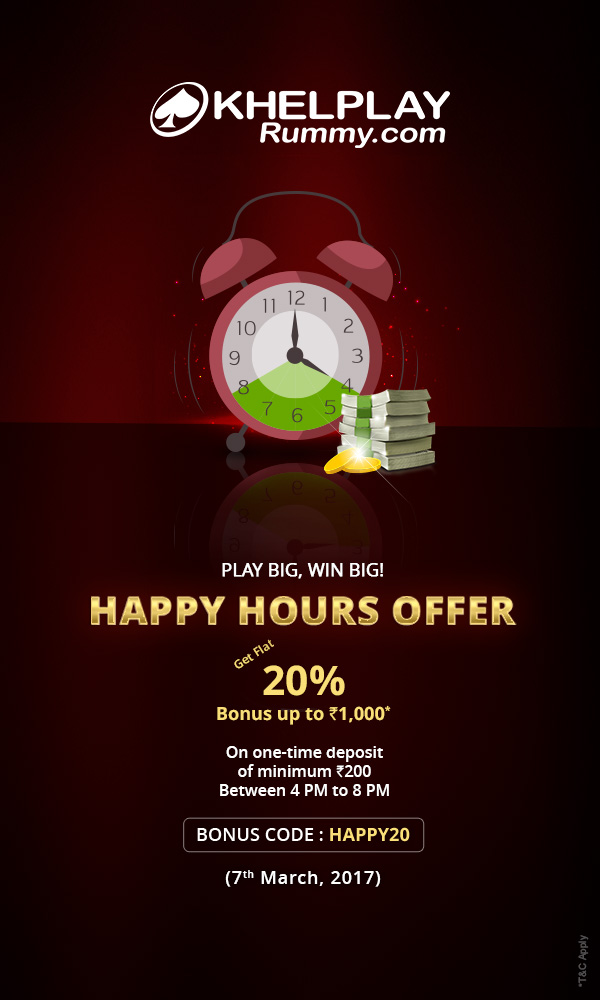 KHELPLAY
Rummy.com
11 12 1
10 2
9 3
8 4
7 6 5
PLAY BIG, WIN BIG!
HAPPY HOURS OFFER
Get Flat
20%
Bonus up to ₹1,000*
On one-time deposit
of minimum ₹200
Between 4 PM to 8 PM
BONUS CODE : HAPPY20
(7th March, 2017)
*T&C Apply